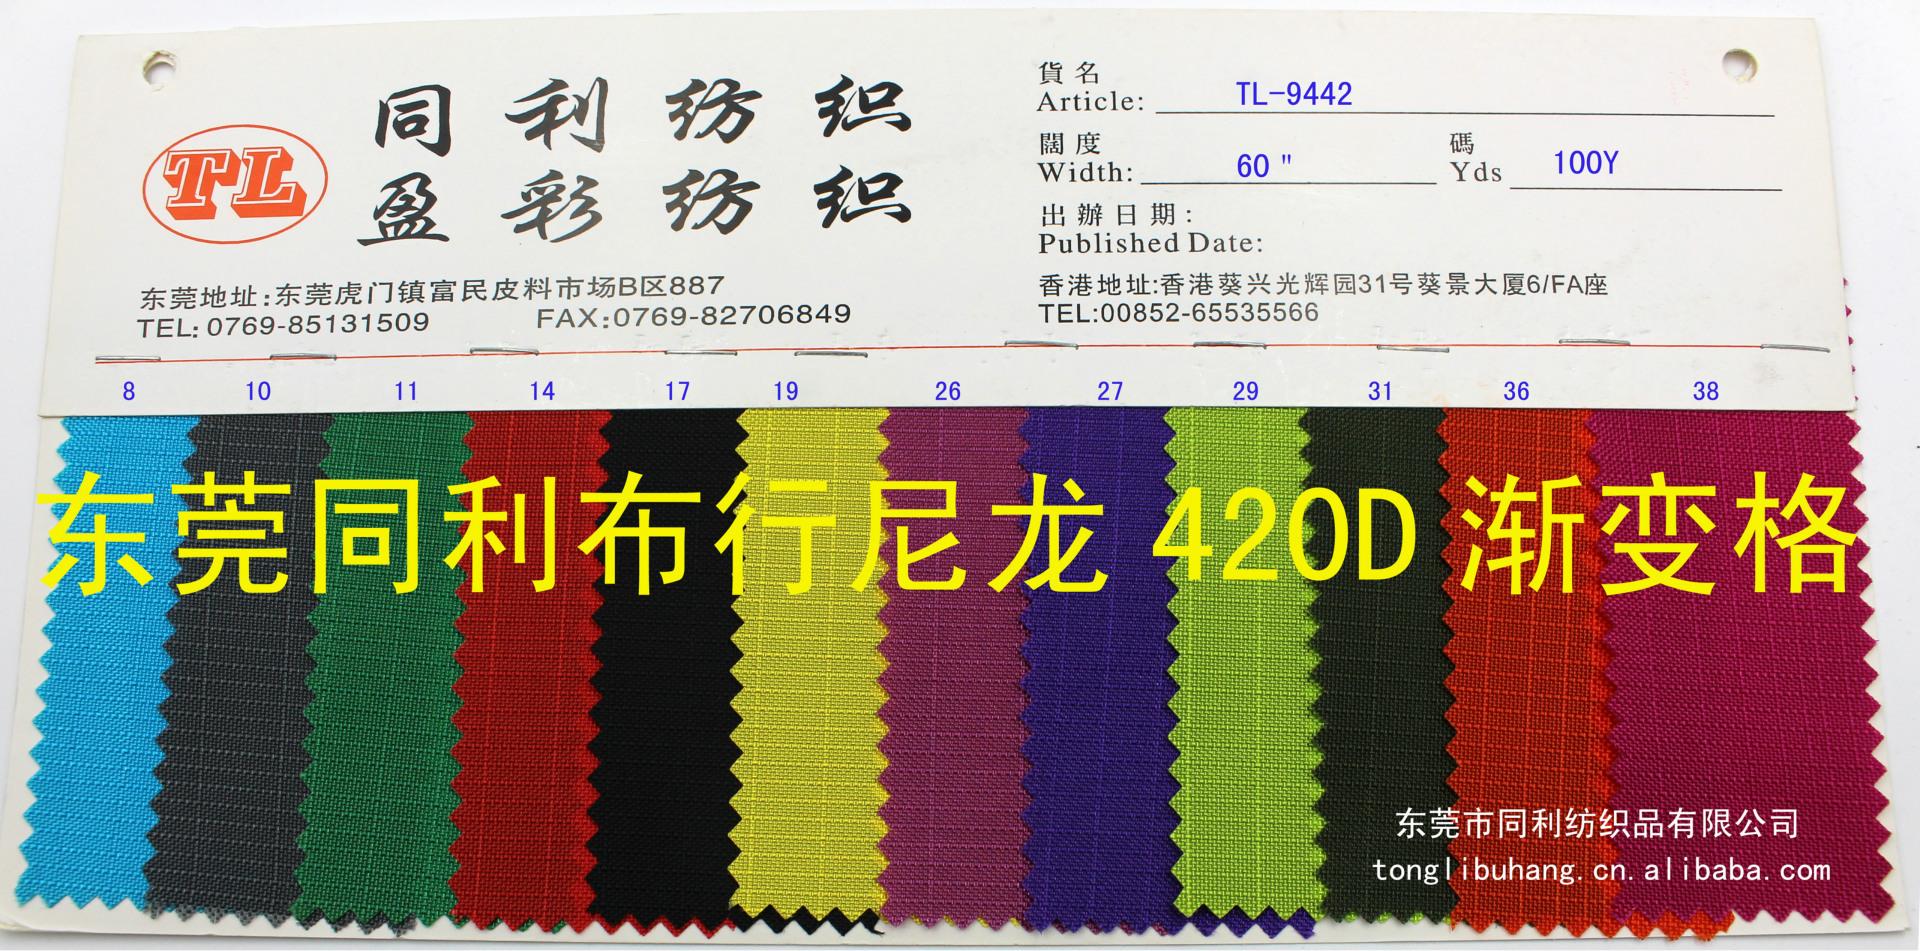 TL
同利纺织
盈彩纺织
东莞地址:东莞虎门镇富民皮料市场B区887
TEL: 0769-85131509 FAX:0769-82706849
貨名
Article: TL-9442
闊度 碼
Width: 60 " Yds 100Y
出辦日期:
Published Date:
香港地址:香港葵兴光辉园31号葵景大厦6/FA座
TEL:00852-65535566
8 10 11 14 17 19 26 27 29 31 36 38
东莞同利布行尼龙420D渐变格
东莞市同利纺织品有限公司
tonglibuhang.cn.alibaba.com